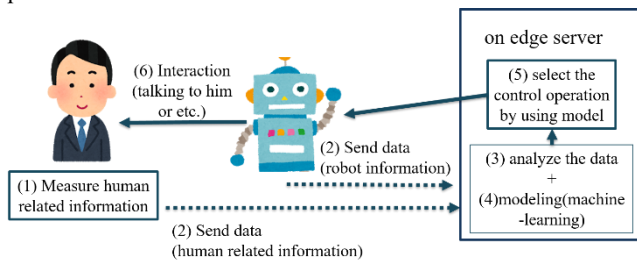 on edge server
(6) Interaction
(talking to him
or etc.)
(5) select the
control operation
by using model
(2) Send data
(robot information)
(3) analyze the data
+
(4)modeling(machine
-learning)
(1) Measure human
related information
(2) Send data
(human related information)